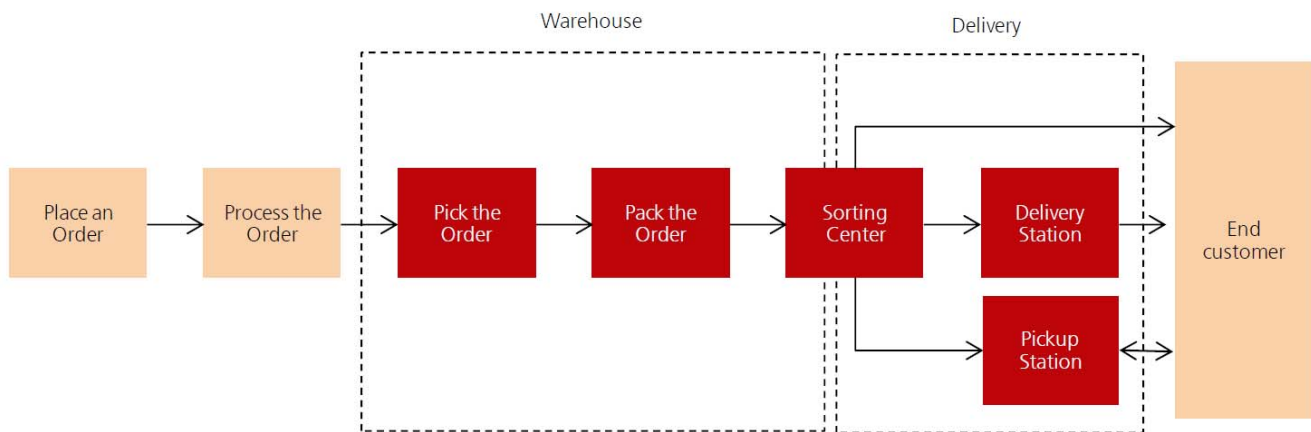 Warehouse
Delivery
Place an
Order
Process the
Order
Pick the
Order
Pack the
Order
Sorting
Center
Delivery
Station
Pickup
Station
End
customer